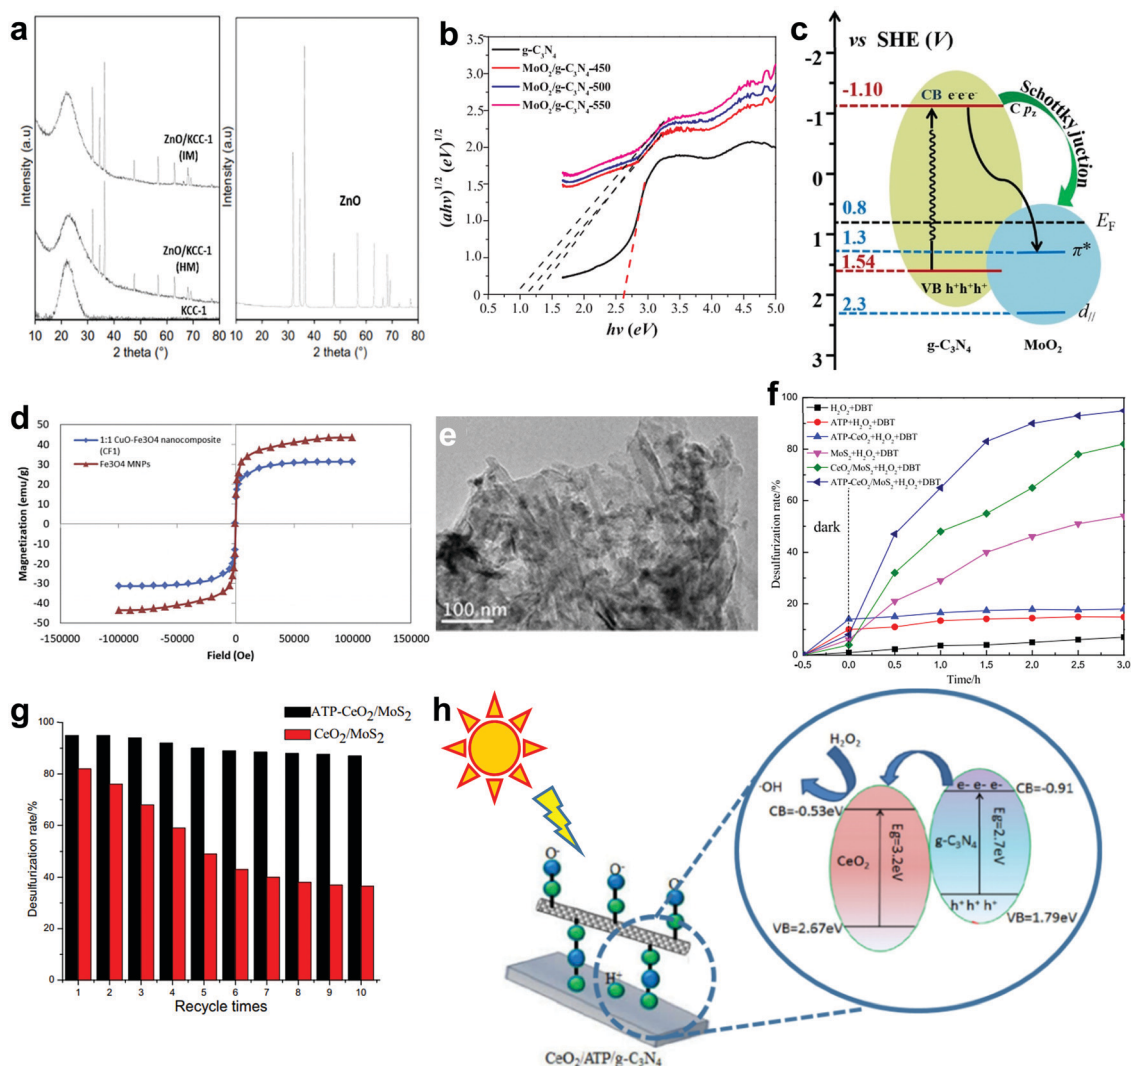 a
Intensity (a.u)
ZnO/KCC-1
(IM)
ZnO/KCC-1
(HM)
KCC-1
10 20 30 40 50 60 70 80
2 theta (°)
Intensity (a.u)
ZnO
10 20 30 40 50 60 70 80
2 theta (°)
b
g-C₃N₄
MoO₂/g-C₃N₄-450
MoO₂/g-C₃N₄-500
MoO₂/g-C₃N₄-550
(ahν)^1/2 (eV)^1/2
3.5
3.0
2.5
2.0
1.5
1.0
0.5
0.0
0.0 0.5 1.0 1.5 2.0 2.5 3.0 3.5 4.0 4.5 5.0
hν (eV)
c
vs SHE (V)
-2
-1
0
1
2
3
-1.10
0.8
1.3
1.54
2.3
CB e⁻e⁻e⁻
C pz
Schottky juction
EF
π*
VB h⁺h⁺h⁺
d//
g-C₃N₄
MoO₂
d
1:1 CuO-Fe3O4 nanocomposite
(CF1)
Fe3O4 MNPs
Magnetization (emu/g)
50
40
30
20
10
0
-10
-20
-30
-40
-50
-150000 -100000 -50000 0 50000 100000 150000
Field (Oe)
e
100 nm
f
H₂O₂+DBT
ATP+H₂O₂+DBT
ATP-CeO₂+H₂O₂+DBT
MoS₂+H₂O₂+DBT
CeO₂/MoS₂+H₂O₂+DBT
ATP-CeO₂/MoS₂+H₂O₂+DBT
dark
Desulfurization rate/%
100
80
60
40
20
0
-0.5 0.0 0.5 1.0 1.5 2.0 2.5 3.0
Time/h
g
ATP-CeO₂/MoS₂
CeO₂/MoS₂
Desulfurization rate/%
100
80
60
40
20
0
1 2 3 4 5 6 7 8 9 10
Recycle times
h
O⁻
O⁻
O⁻
H⁺
CeO₂/ATP/g-C₃N₄
H₂O₂
·OH
CB=-0.53eV
CeO₂
Eg=3.2eV
VB=2.67eV
e- e- e-
CB=-0.91
g-C₃N₄
Eg=2.7eV
h⁺ h⁺ h⁺
VB=1.79eV